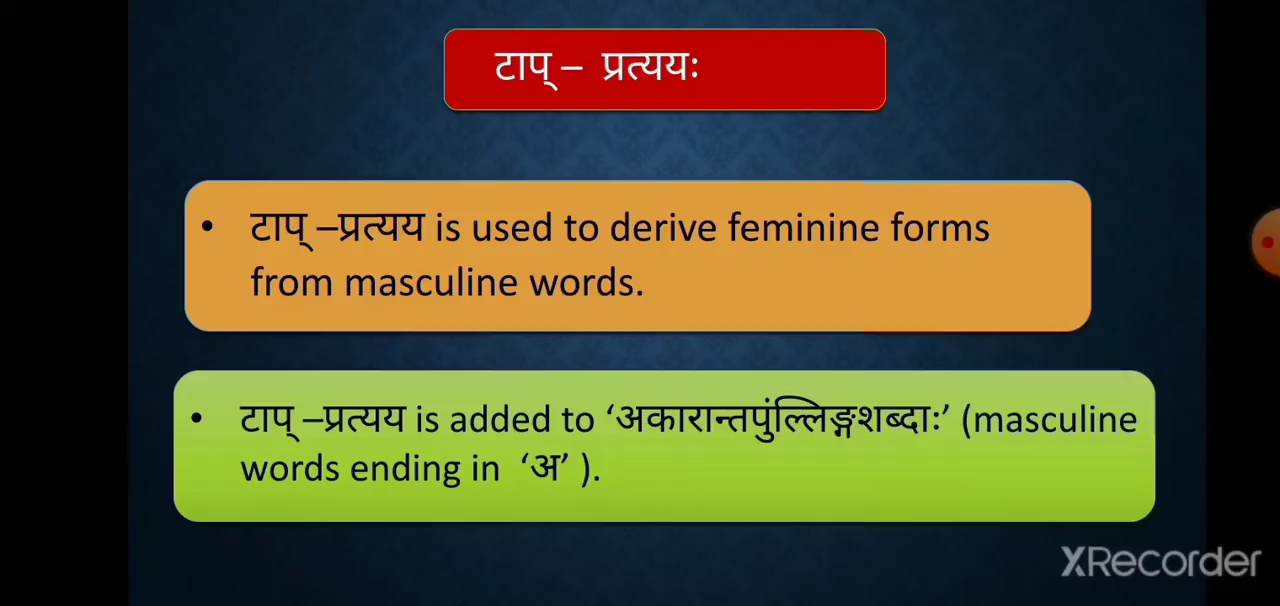 टाप् – प्रत्ययः
• टाप् –प्रत्यय is used to derive feminine forms
from masculine words.
• टाप् –प्रत्यय is added to ‘अकारान्तपुंल्लिङ्गशब्दाः’ (masculine
words ending in ‘अ’ ).
XRecorder